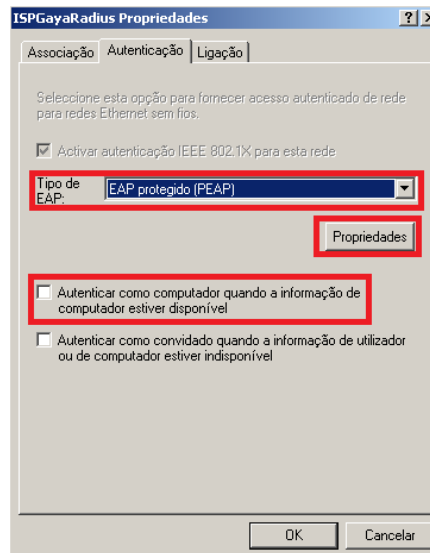 ISPGayaRadius Propriedades
Associação Autenticação Ligação
Seleccione esta opção para fornecer acesso autenticado de rede
para redes Ethernet sem fios.
Activar autenticação IEEE 802.1X para esta rede
Tipo de
EAP:
EAP protegido (PEAP)
Propriedades
Autenticar como computador quando a informação de
computador estiver disponível
Autenticar como convidado quando a informação de utilizador
ou de computador estiver indisponível
OK Cancelar